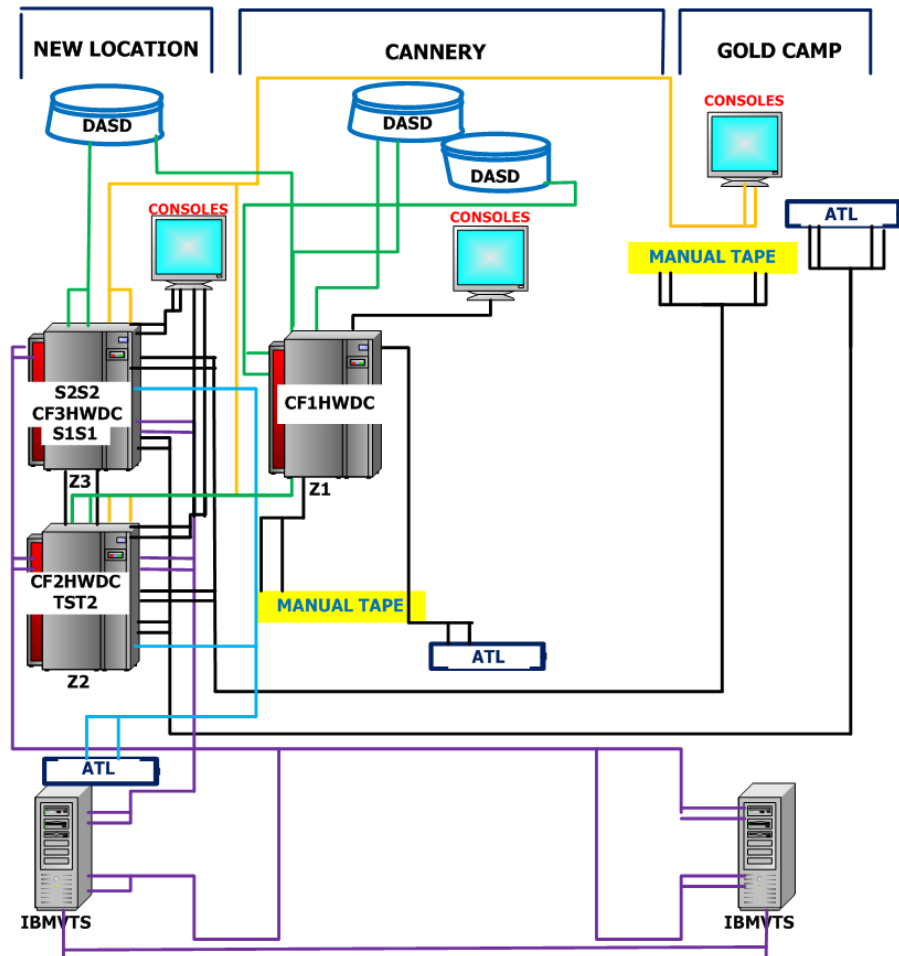 NEW LOCATION
CANNERY
GOLD CAMP
CONSOLES
DASD
DASD
DASD
CONSOLES
CONSOLES
ATL
MANUAL TAPE
S2S2
CF3HWDC
S1S1
CF1HWDC
Z3
Z1
CF2HWDC
TST2
MANUAL TAPE
ATL
Z2
ATL
IBMVTS
IBMVTS